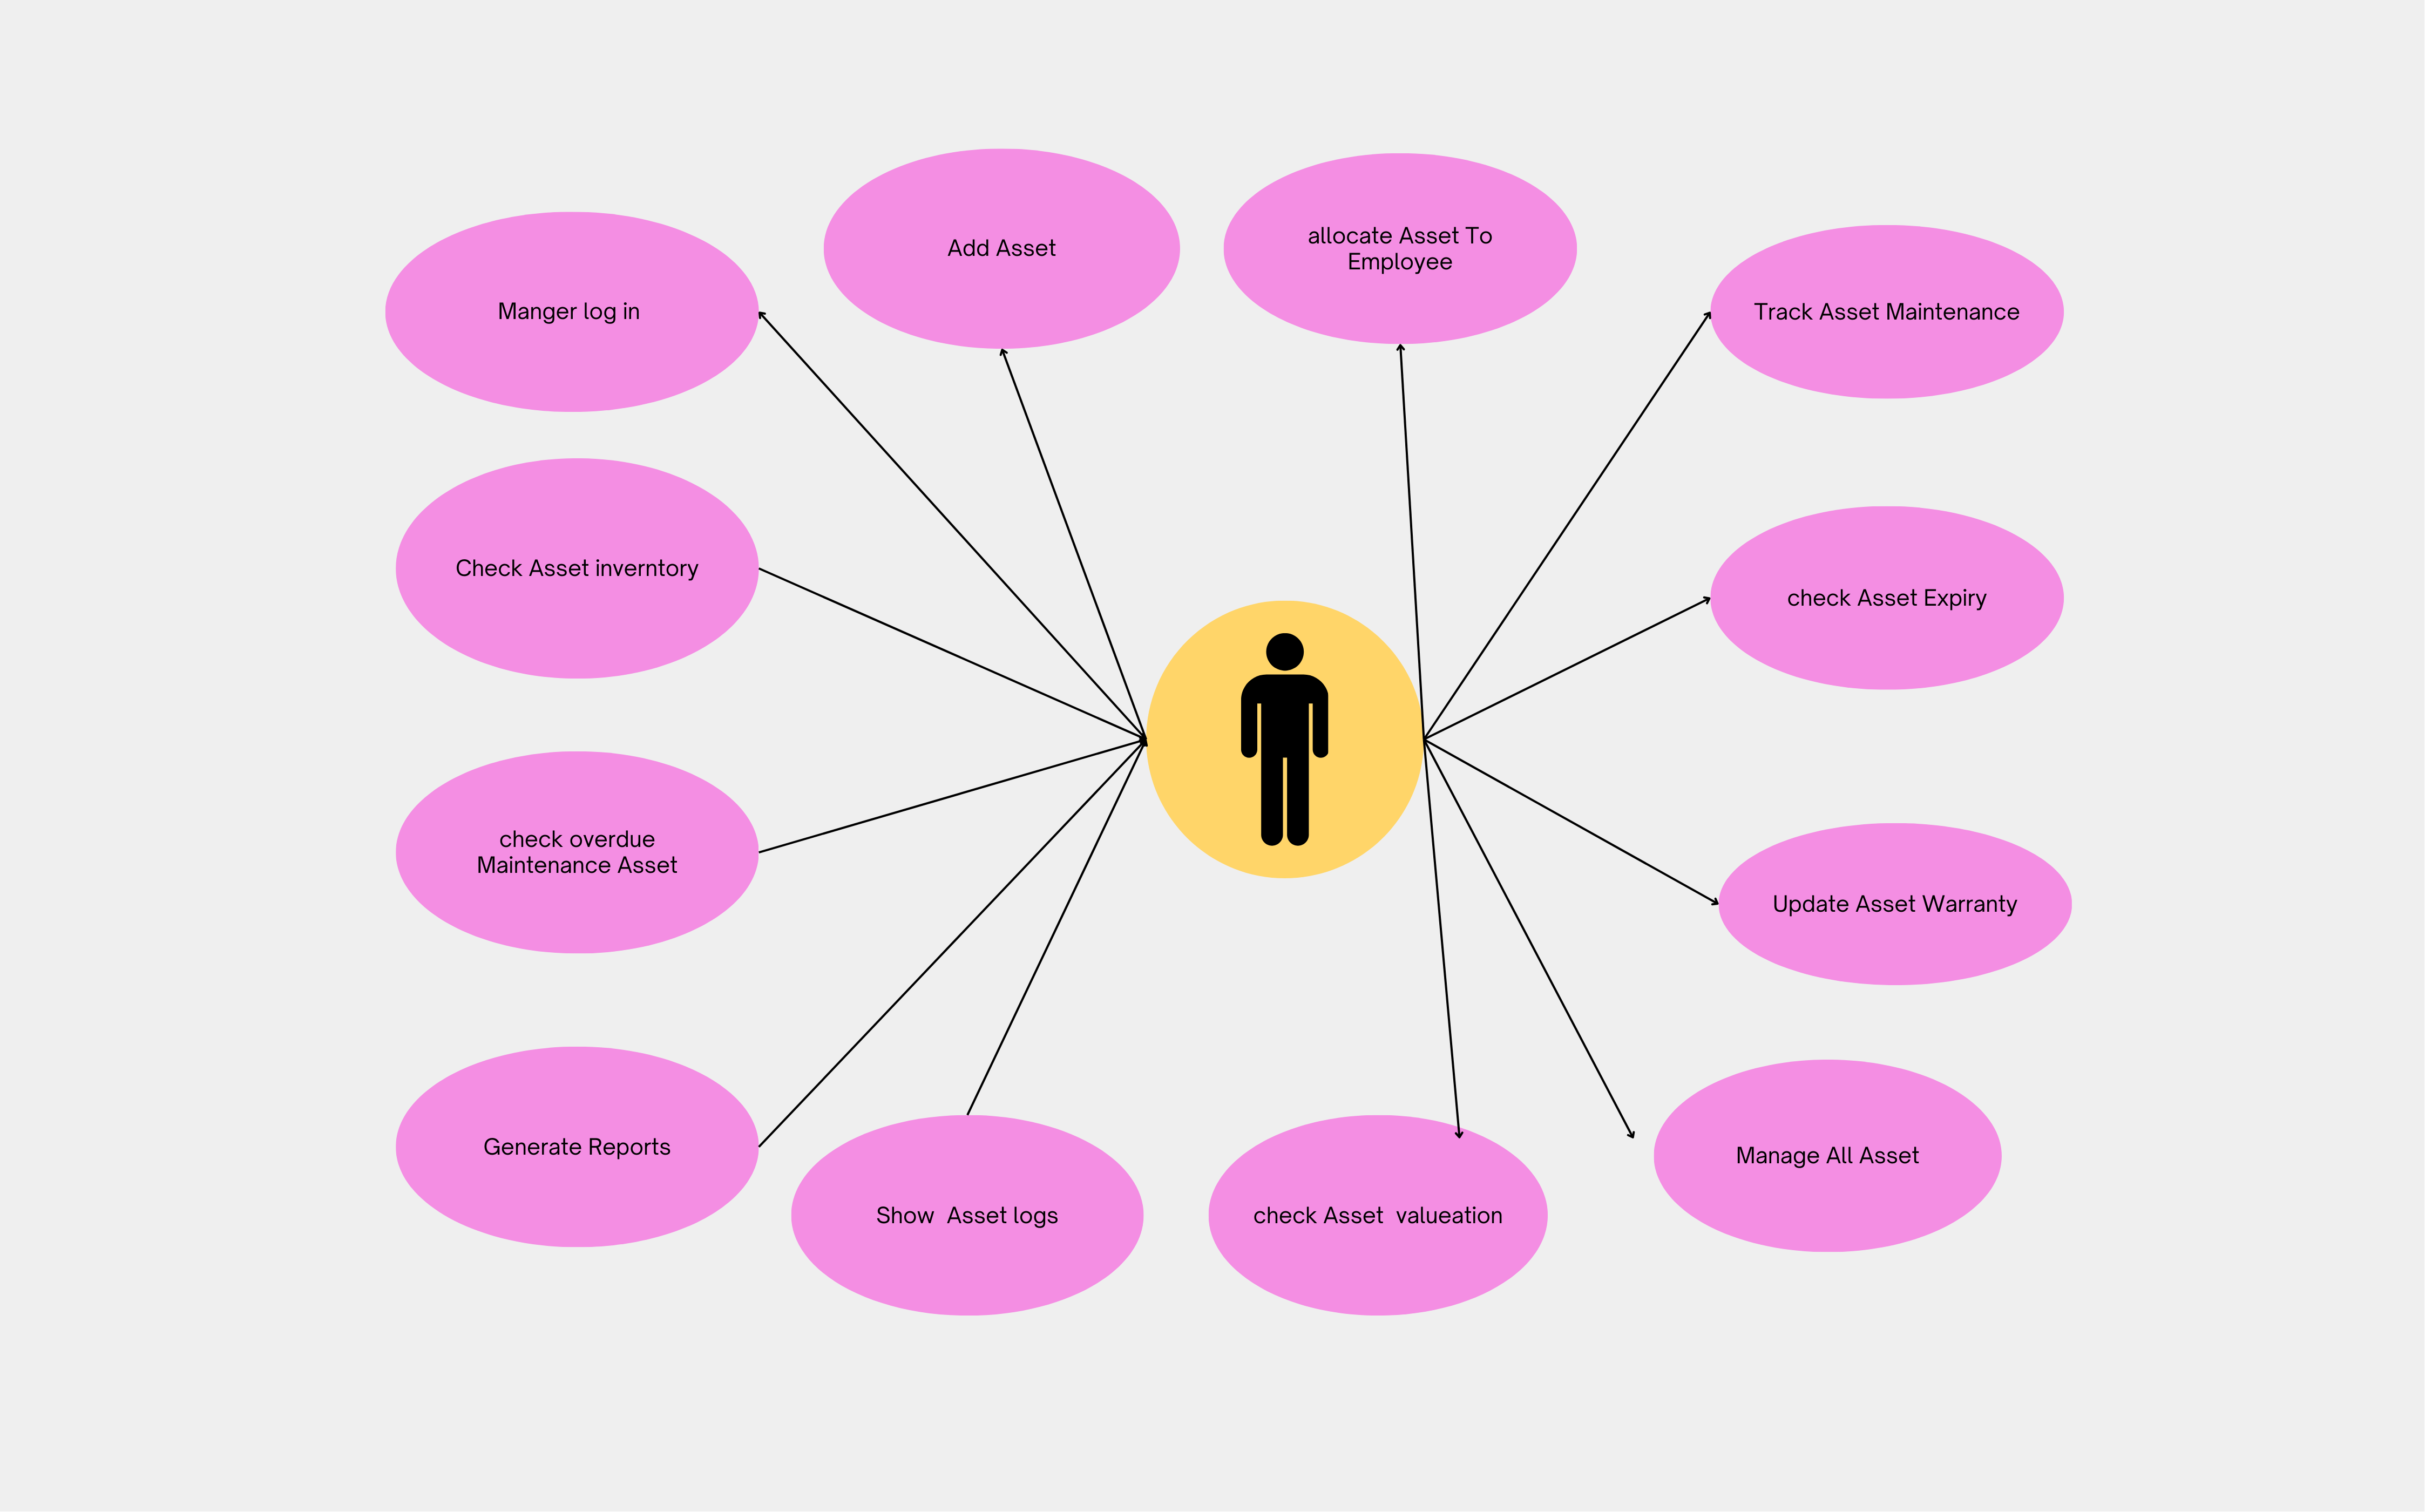 Add Asset
allocate Asset To
Employee
Manger log in
Track Asset Maintenance
Check Asset inverntory
check Asset Expiry
check overdue
Maintenance Asset
Update Asset Warranty
Generate Reports
Manage All Asset
Show  Asset logs
check Asset  valueation